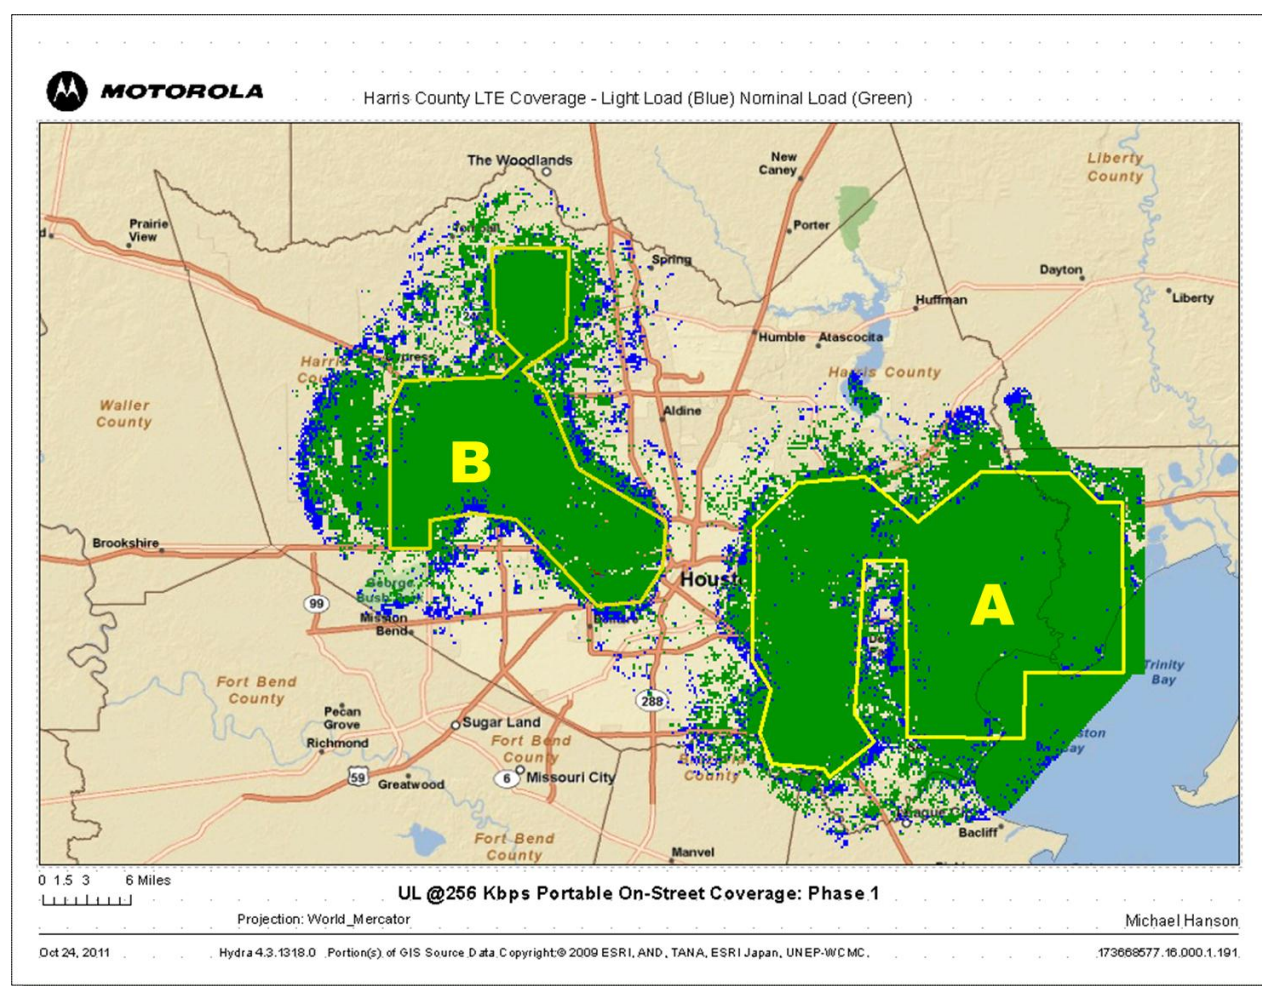 MOTOROLA
Harris County LTE Coverage - Light Load (Blue) Nominal Load (Green)
The Woodlands
New
Caney
Liberty
County
Prairie
View
Porter
Spring
Dayton
Liberty
Huffman
Humble
Atascocita
Harris County
Waller
County
Aldine
B
Brookshire
99
Mission
Bend
A
Trinity
Bay
Fort Bend
County
288
Pecan
Grove
Sugar Land
Richmond
Fort Bend
County
59
6
Missouri City
County
Greatwood
Bacliff
Fort Bend
County
Manvel
0 1.5 3 6 Miles
UL @256 Kbps Portable On-Street Coverage: Phase 1
Projection: World_Mercator
Michael Hanson
Oct 24, 2011
Hydra 4.3.1318.0 Portion(s) of GIS Source Data Copyright:© 2009 ESRI, AND, TANA, ESRI Japan, UNEP-WCMC.
173668577.16.000.1.191